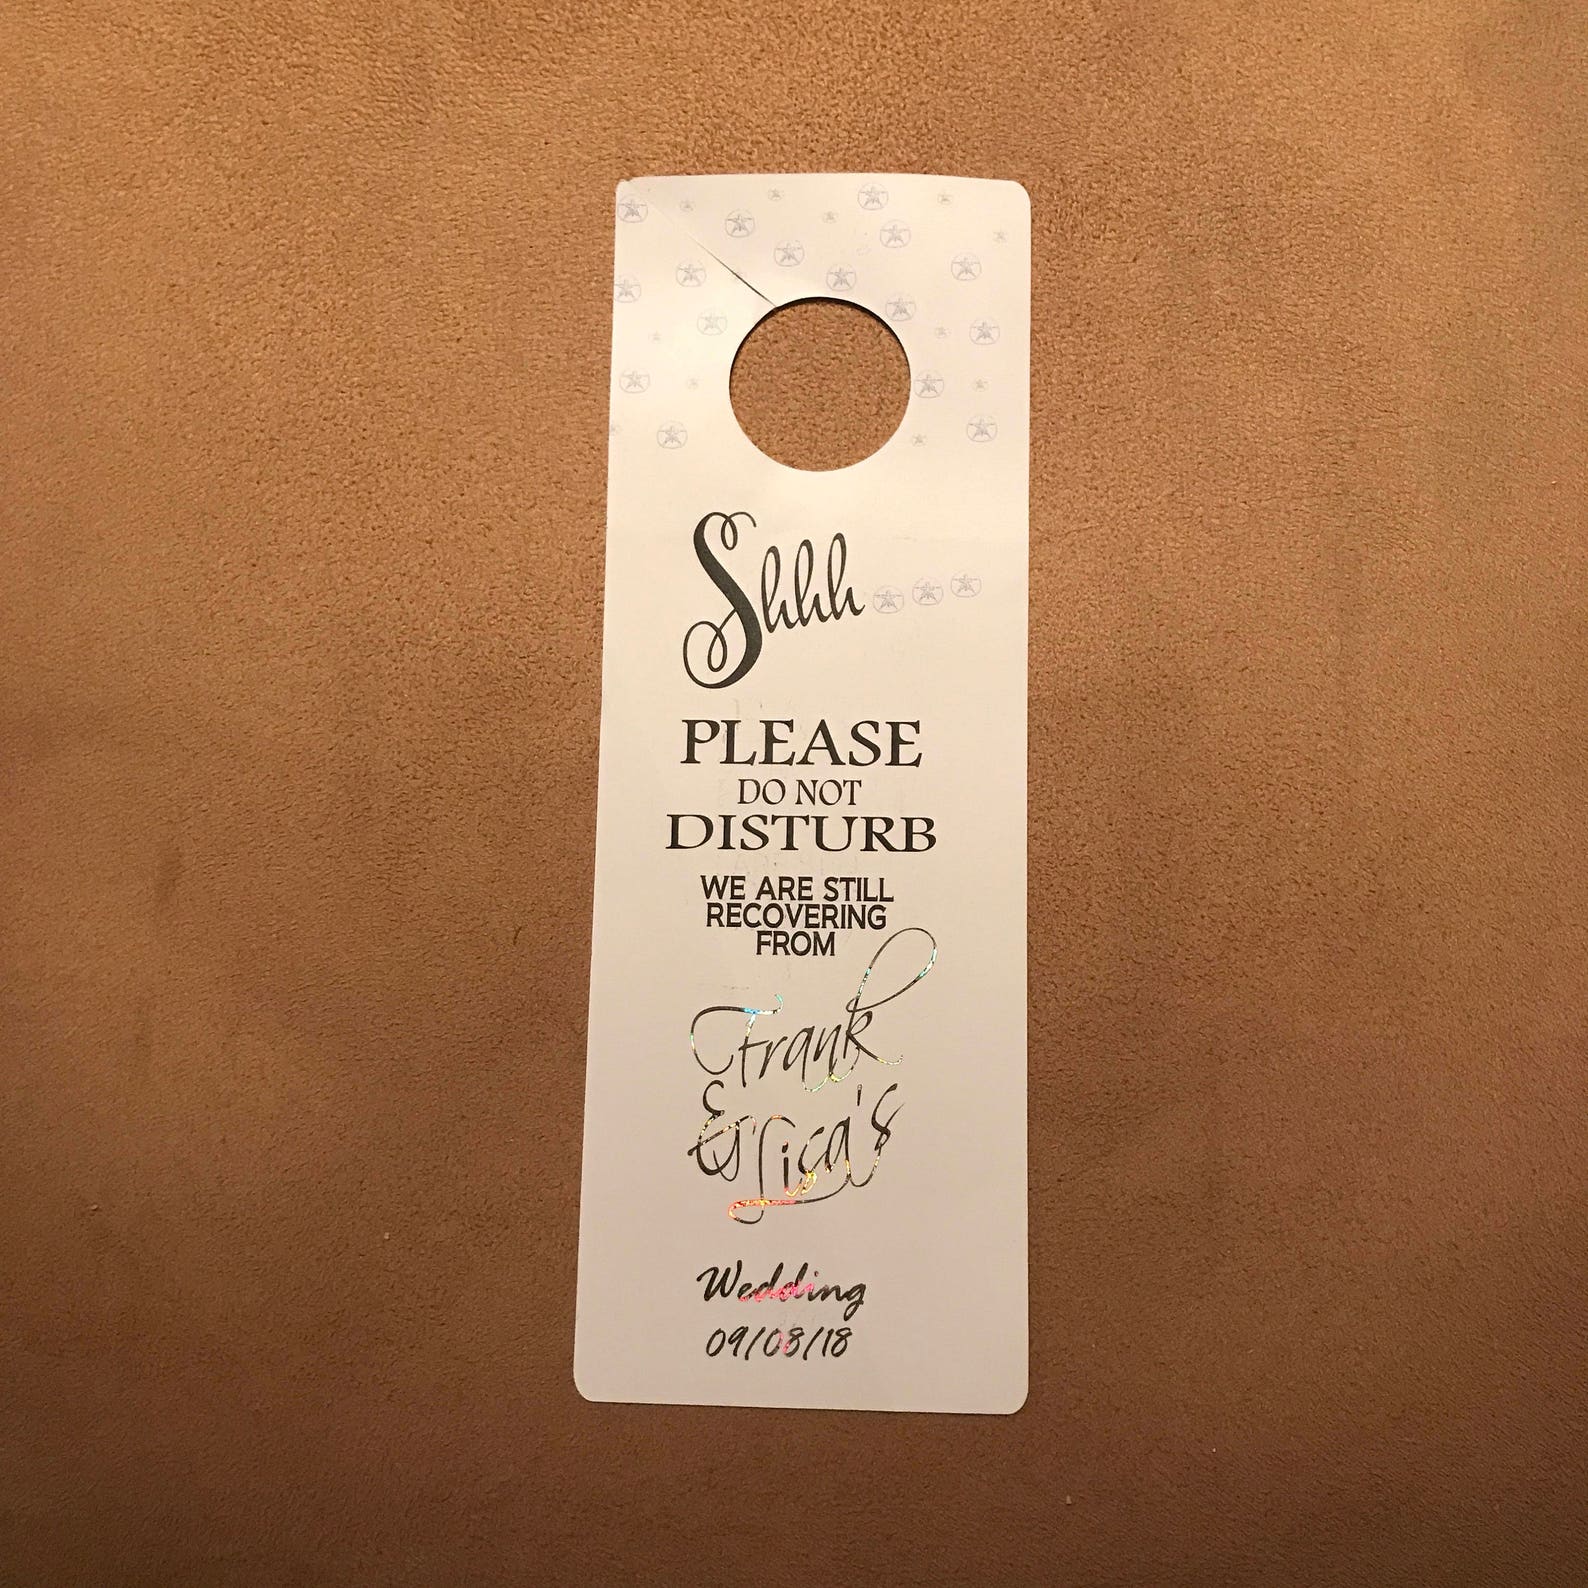 Shhh
PLEASE
DO NOT
DISTURB
WE ARE STILL
RECOVERING
FROM
Frank
& Lisa's
Wedding
09/08/18